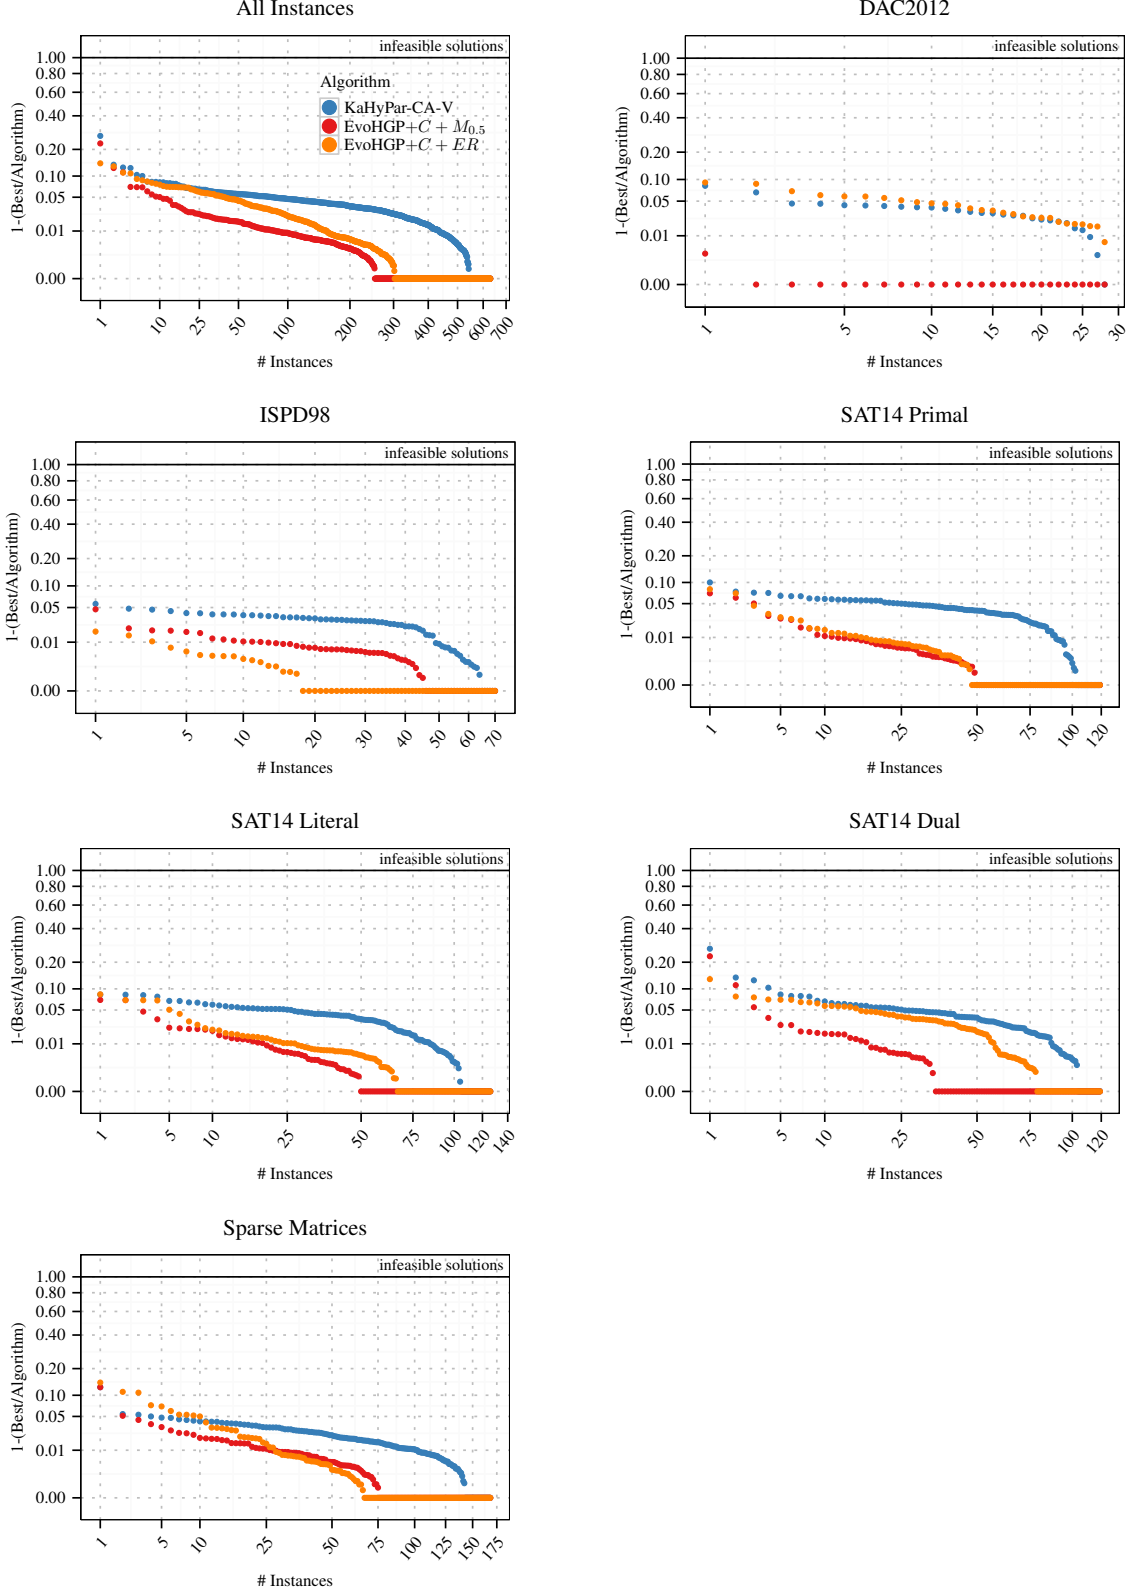 All Instances
infeasible solutions
1-(Best/Algorithm)
1.00
0.80
0.60
0.40
0.20
0.10
0.05
0.01
0.00
Algorithm
KaHyPar-CA-V
EvoHGP+C + M0.5
EvoHGP+C + ER
1 10 25 50 100 200 300 400 500 600 700
# Instances
DAC2012
infeasible solutions
1-(Best/Algorithm)
1.00
0.80
0.60
0.40
0.20
0.10
0.05
0.01
0.00
1 5 10 15 20 25 30
# Instances
ISPD98
infeasible solutions
1-(Best/Algorithm)
1.00
0.80
0.60
0.40
0.20
0.10
0.05
0.01
0.00
1 5 10 20 30 40 50 60 70
# Instances
SAT14 Primal
infeasible solutions
1-(Best/Algorithm)
1.00
0.80
0.60
0.40
0.20
0.10
0.05
0.01
0.00
1 5 10 25 50 75 100 120
# Instances
SAT14 Literal
infeasible solutions
1-(Best/Algorithm)
1.00
0.80
0.60
0.40
0.20
0.10
0.05
0.01
0.00
1 5 10 25 50 75 100 120 140
# Instances
SAT14 Dual
infeasible solutions
1-(Best/Algorithm)
1.00
0.80
0.60
0.40
0.20
0.10
0.05
0.01
0.00
1 5 10 25 50 75 100 120
# Instances
Sparse Matrices
infeasible solutions
1-(Best/Algorithm)
1.00
0.80
0.60
0.40
0.20
0.10
0.05
0.01
0.00
1 5 10 25 50 75 100 125 150 175
# Instances